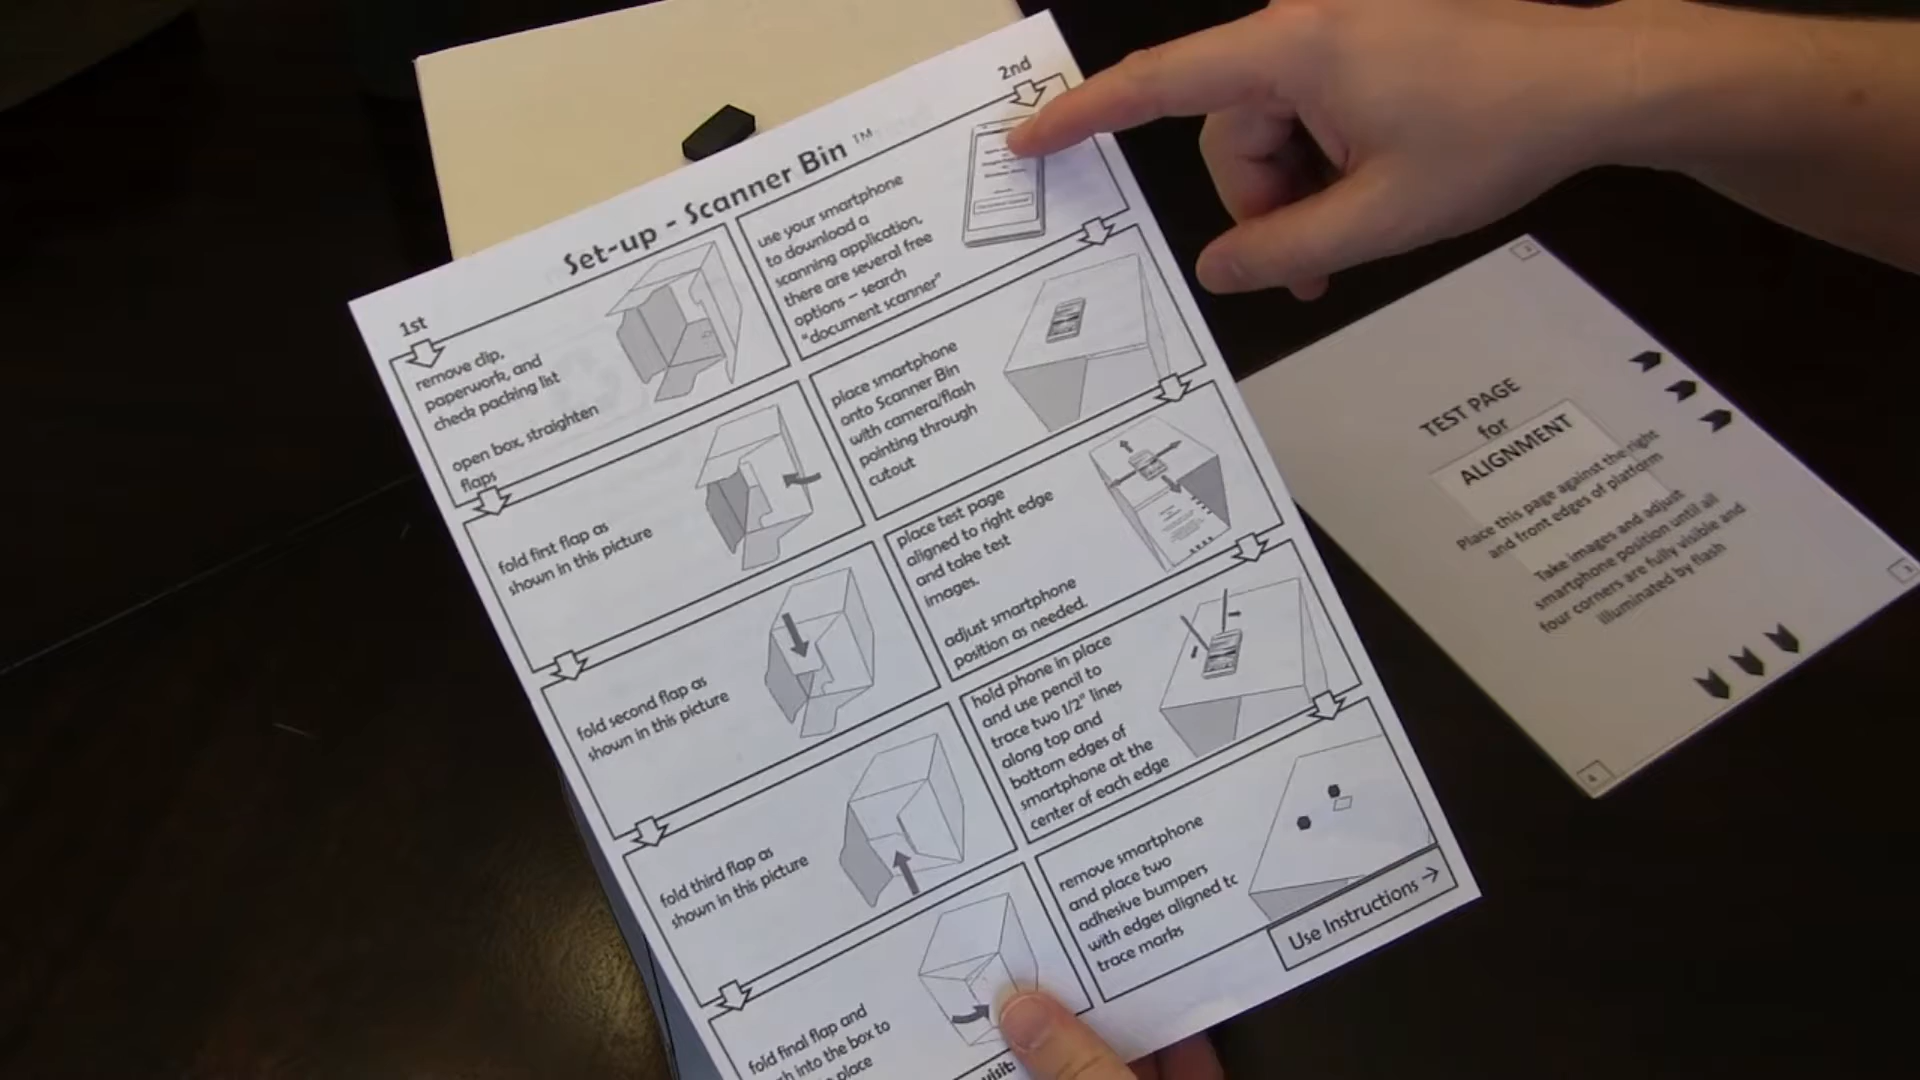 Set-up - Scanner Bin ™
1st
remove clip,
paperwork, and
check packing list
open box, straighten
flaps
fold first flap as
shown in this picture
fold second flap as
shown in this picture
fold third flap as
shown in this picture
fold final flap and
into the box to
place
visit:
2nd
use your smartphone
to download a
scanning application,
there are several free
options – search
"document scanner"
place smartphone
onto Scanner Bin
with camera/flash
pointing through
cutout
place test page
aligned to right edge
and take test
images.
adjust smartphone
position as needed.
hold phone in place
and use pencil to
trace two 1/2" lines
along top and
bottom edges of
smartphone at the
center of each edge
remove smartphone
and place two
adhesive bumpers
with edges aligned to
trace marks
Use Instructions →
TEST PAGE
for
ALIGNMENT
Place this page against the right
and front edges of platform
Take images and adjust
smartphone position until all
four corners are fully visible and
illuminated by flash